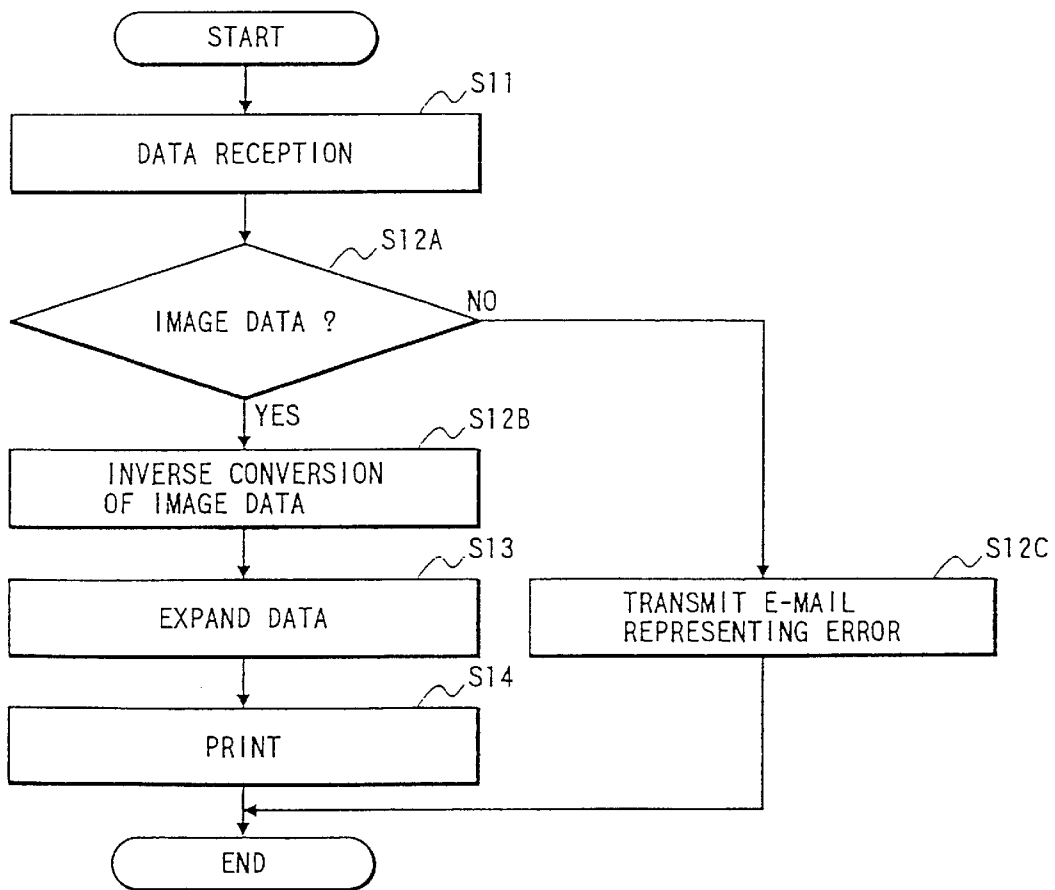 START
S11
DATA RECEPTION
S12A
IMAGE DATA ?
NO
YES
S12B
INVERSE CONVERSION
OF IMAGE DATA
S13
EXPAND DATA
S12C
TRANSMIT E-MAIL
REPRESENTING ERROR
S14
PRINT
END